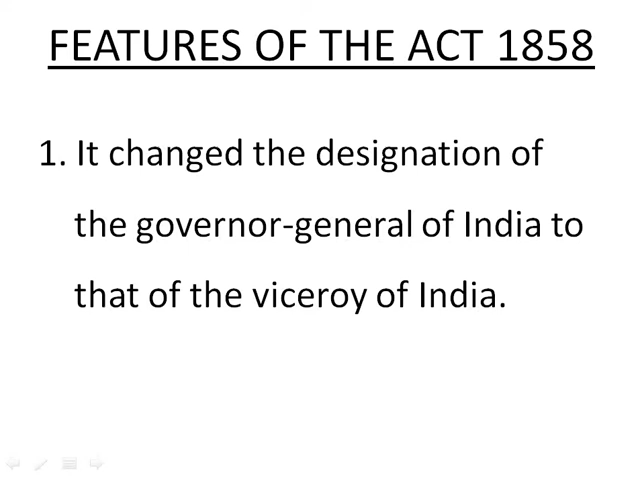 FEATURES OF THE ACT 1858
1. It changed the designation of
the governor-general of India to
that of the viceroy of India.